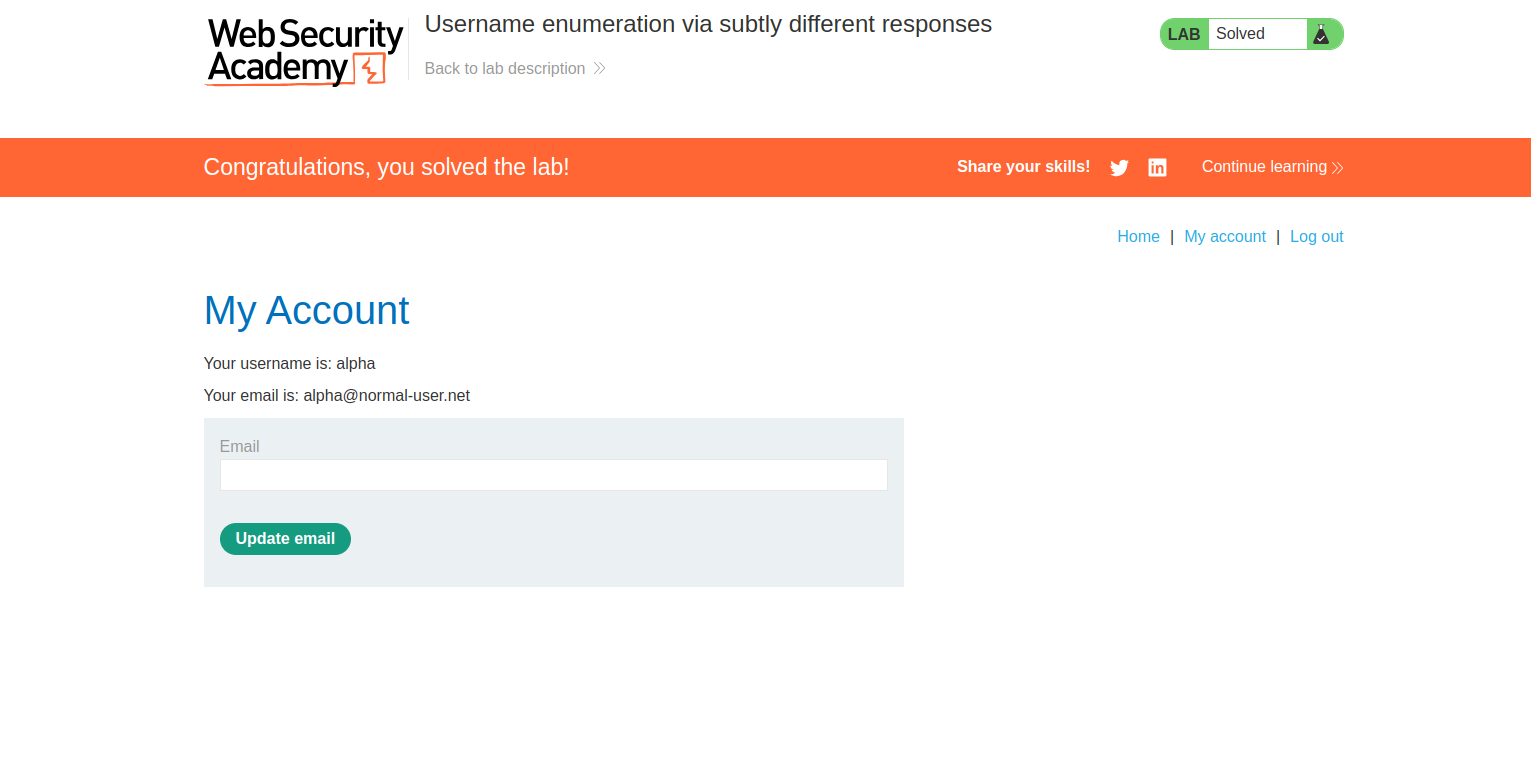 Web Security
Academy
Username enumeration via subtly different responses
Back to lab description
LAB Solved
Congratulations, you solved the lab!
Share your skills!
Continue learning
Home | My account | Log out
My Account
Your username is: alpha
Your email is: alpha@normal-user.net
Email
Update email